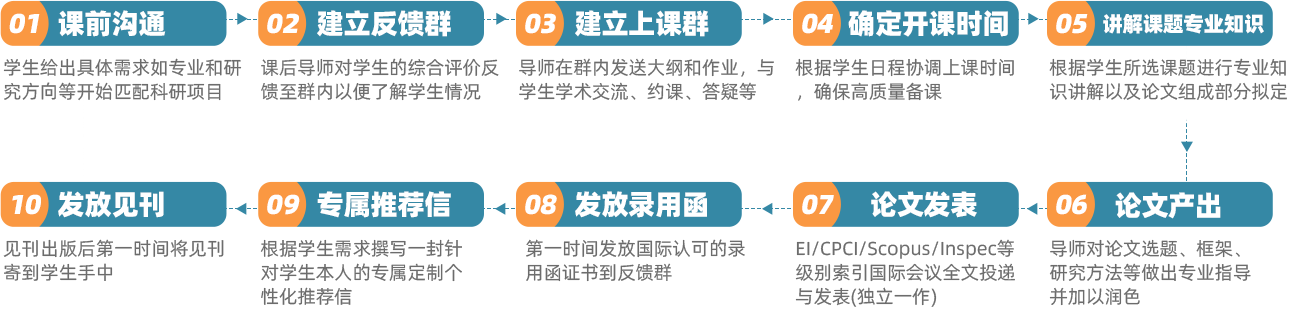 01 课前沟通
学生给出具体需求如专业和研
究方向等开始匹配科研项目
02 建立反馈群
课后导师对学生的综合评价反
馈至群内以便了解学生情况
03 建立上课群
导师在群内发送大纲和作业，与
学生学术交流、约课、答疑等
04 确定开课时间
根据学生日程协调上课时间
，确保高质量备课
05 讲解课题专业知识
根据学生所选课题进行专业知
识讲解以及论文组成部分拟定
06 论文产出
导师对论文选题、框架、
研究方法等做出专业指导
并加以润色
07 论文发表
EI/CPCI/Scopus/Inspec等
级别索引国际会议全文投递
与发表(独立一作)
08 发放录用函
第一时间发放国际认可的录
用函证书到反馈群
09 专属推荐信
根据学生需求撰写一封针
对学生本人的专属定制个
性化推荐信
10 发放见刊
见刊出版后第一时间将见刊
寄到学生手中